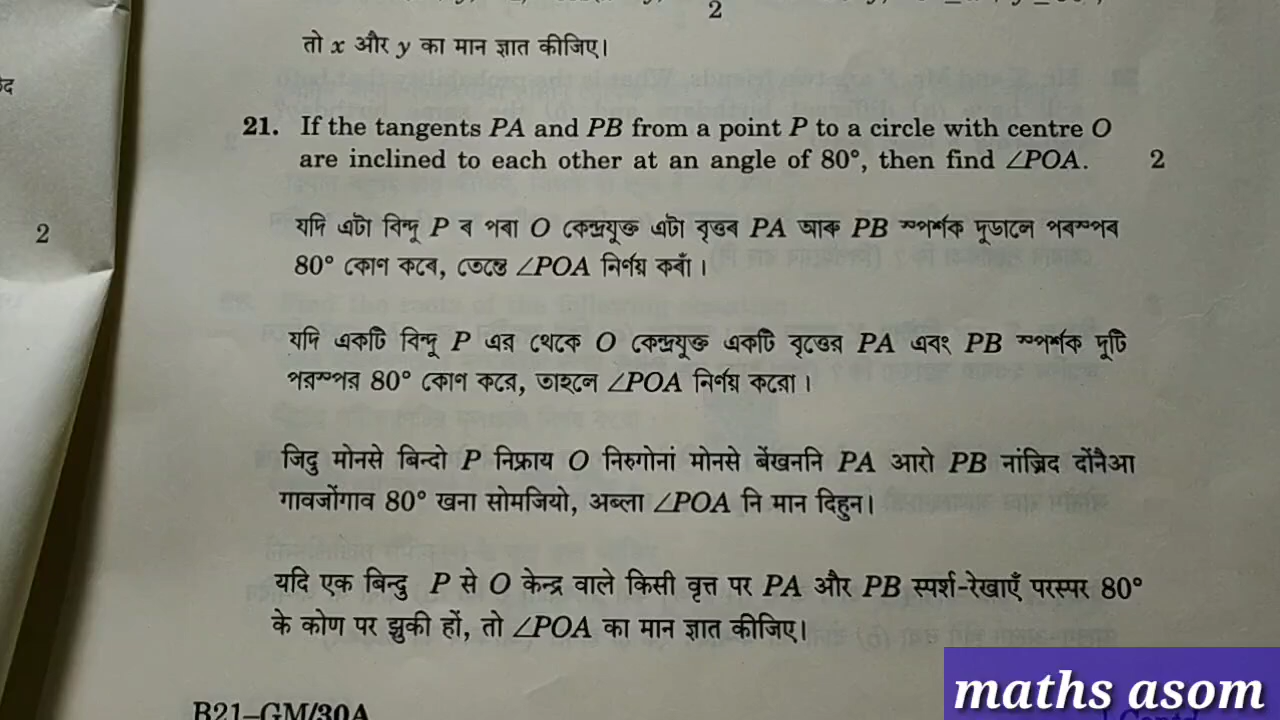 2
तो x और y का मान ज्ञात कीजिए।
21. If the tangents PA and PB from a point P to a circle with centre O
are inclined to each other at an angle of 80°, then find ∠POA. 2
যদি এটা বিন্দু P ৰ পৰা O কেন্দ্ৰযুক্ত এটা বৃত্তৰ PA আৰু PB স্পৰ্শক দুডালে পৰস্পৰ
2
80° কোণ কৰে, তেন্তে ∠POA নিৰ্ণয় কৰাঁ।
যদি একটি বিন্দু P এর থেকে O কেন্দ্রযুক্ত একটি বৃত্তের PA এবং PB স্পর্শক দুটি
পরস্পর 80° কোণ করে, তাহলে ∠POA নির্ণয় করো।
जिदु मोनसे बिन्दो P निफ्राय O निरुगोनां मोनसे बेंखननि PA आरो PB नांज्रिद दोंनैआ
गावजोंगाव 80° खना सोमजियो, अब्ला ∠POA नि मान दिहुन।
यदि एक बिन्दु P से O केन्द्र वाले किसी वृत्त पर PA और PB स्पर्श-रेखाएँ परस्पर 80°
के कोण पर झुकी हों, तो ∠POA का मान ज्ञात कीजिए।
B21–GM/30A
maths asom